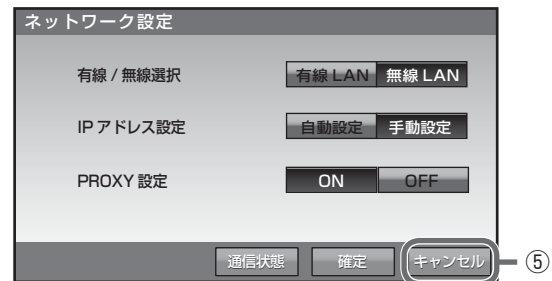 ネットワーク設定
有線 / 無線選択 有線 LAN 無線 LAN
IP アドレス設定 自動設定 手動設定
PROXY 設定 ON OFF
通信状態 確定 キャンセル ⑤